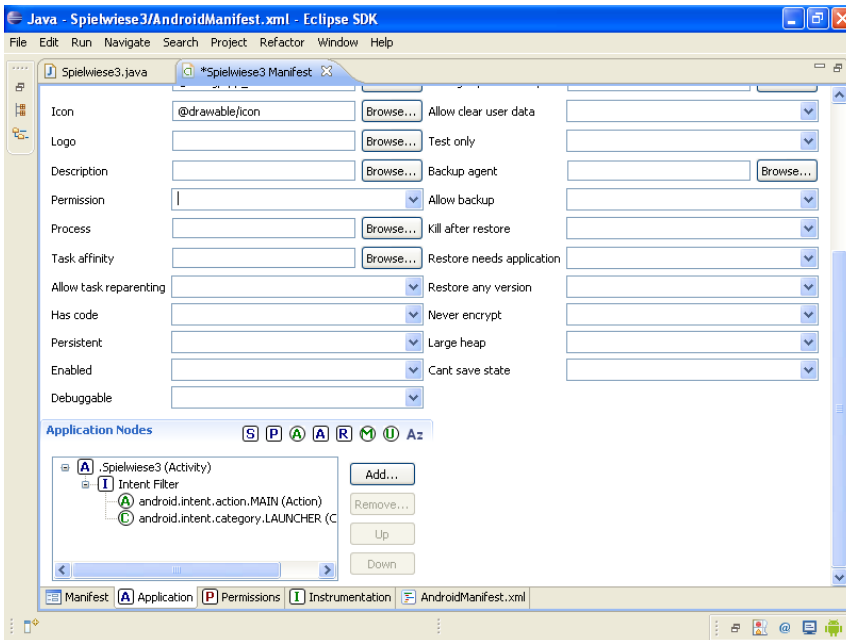 Java - Spielwiese3/AndroidManifest.xml - Eclipse SDK
File Edit Run Navigate Search Project Refactor Window Help
Spielwiese3.java *Spielwiese3 Manifest
Icon @drawable/icon Browse... Allow clear user data
Logo Browse... Test only
Description Browse... Backup agent Browse...
Permission Allow backup
Process Browse... Kill after restore
Task affinity Browse... Restore needs application
Allow task reparenting Restore any version
Has code Never encrypt
Persistent Large heap
Enabled Cant save state
Debuggable
Application Nodes S P A A R M U Az
A .Spielwiese3 (Activity) Add...
I Intent Filter
A android.intent.action.MAIN (Action) Remove...
C android.intent.category.LAUNCHER (C
Up
Down
Manifest A Application P Permissions I Instrumentation AndroidManifest.xml